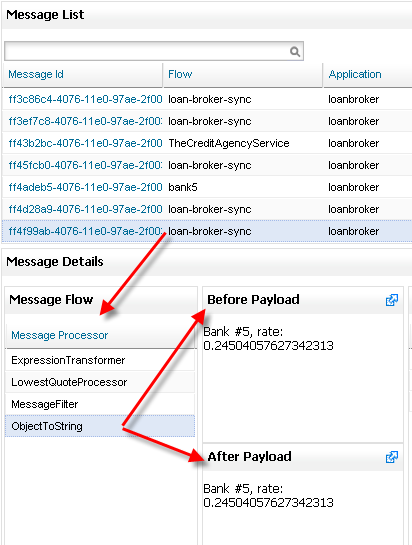 Message List
Message Id Flow Application
ff3c86c4-4076-11e0-97ae-2f00 loan-broker-sync loanbroker
ff3ef7c8-4076-11e0-97ae-2f00 loan-broker-sync loanbroker
ff43b2bc-4076-11e0-97ae-2f00 TheCreditAgencyService loanbroker
ff45fcb0-4076-11e0-97ae-2f00 loan-broker-sync loanbroker
ff4adeb5-4076-11e0-97ae-2f00 bank5 loanbroker
ff4d28a9-4076-11e0-97ae-2f00 loan-broker-sync loanbroker
ff4f99ab-4076-11e0-97ae-2f00 loan-broker-sync loanbroker
Message Details
Message Flow
Message Processor
ExpressionTransformer
LowestQuoteProcessor
MessageFilter
ObjectToString
Before Payload
Bank #5, rate:
0.24504057627342313
After Payload
Bank #5, rate:
0.24504057627342313